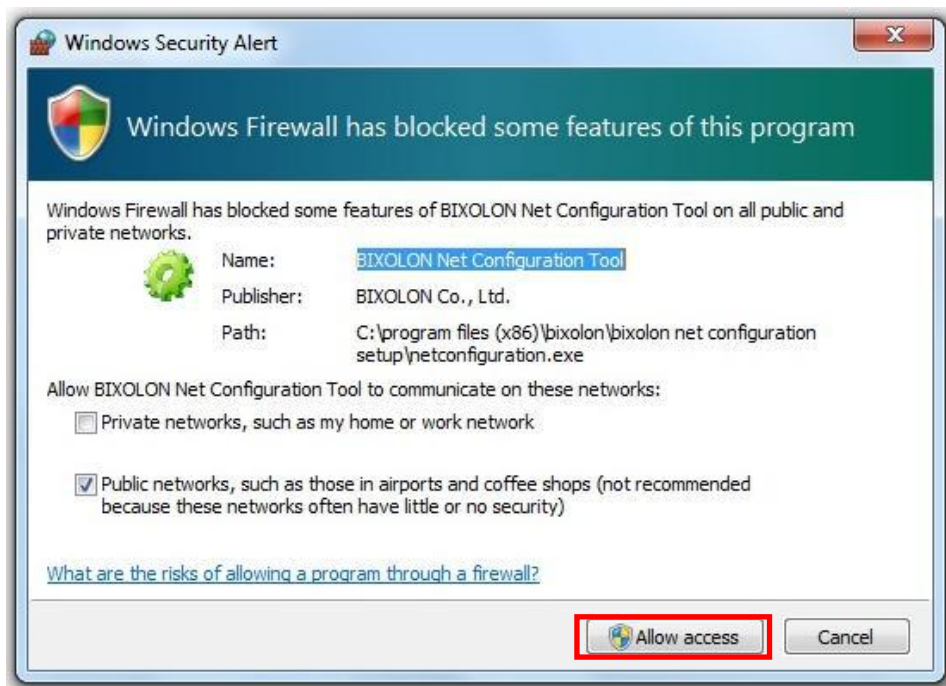 Windows Security Alert
Windows Firewall has blocked some features of this program
Windows Firewall has blocked some features of BIXOLON Net Configuration Tool on all public and
private networks.
Name: BIXOLON Net Configuration Tool
Publisher: BIXOLON Co., Ltd.
Path: C:\program files (x86)\bixolon\bixolon net configuration
setup\netconfiguration.exe
Allow BIXOLON Net Configuration Tool to communicate on these networks:
Private networks, such as my home or work network
Public networks, such as those in airports and coffee shops (not recommended
because these networks often have little or no security)
What are the risks of allowing a program through a firewall?
Allow access Cancel